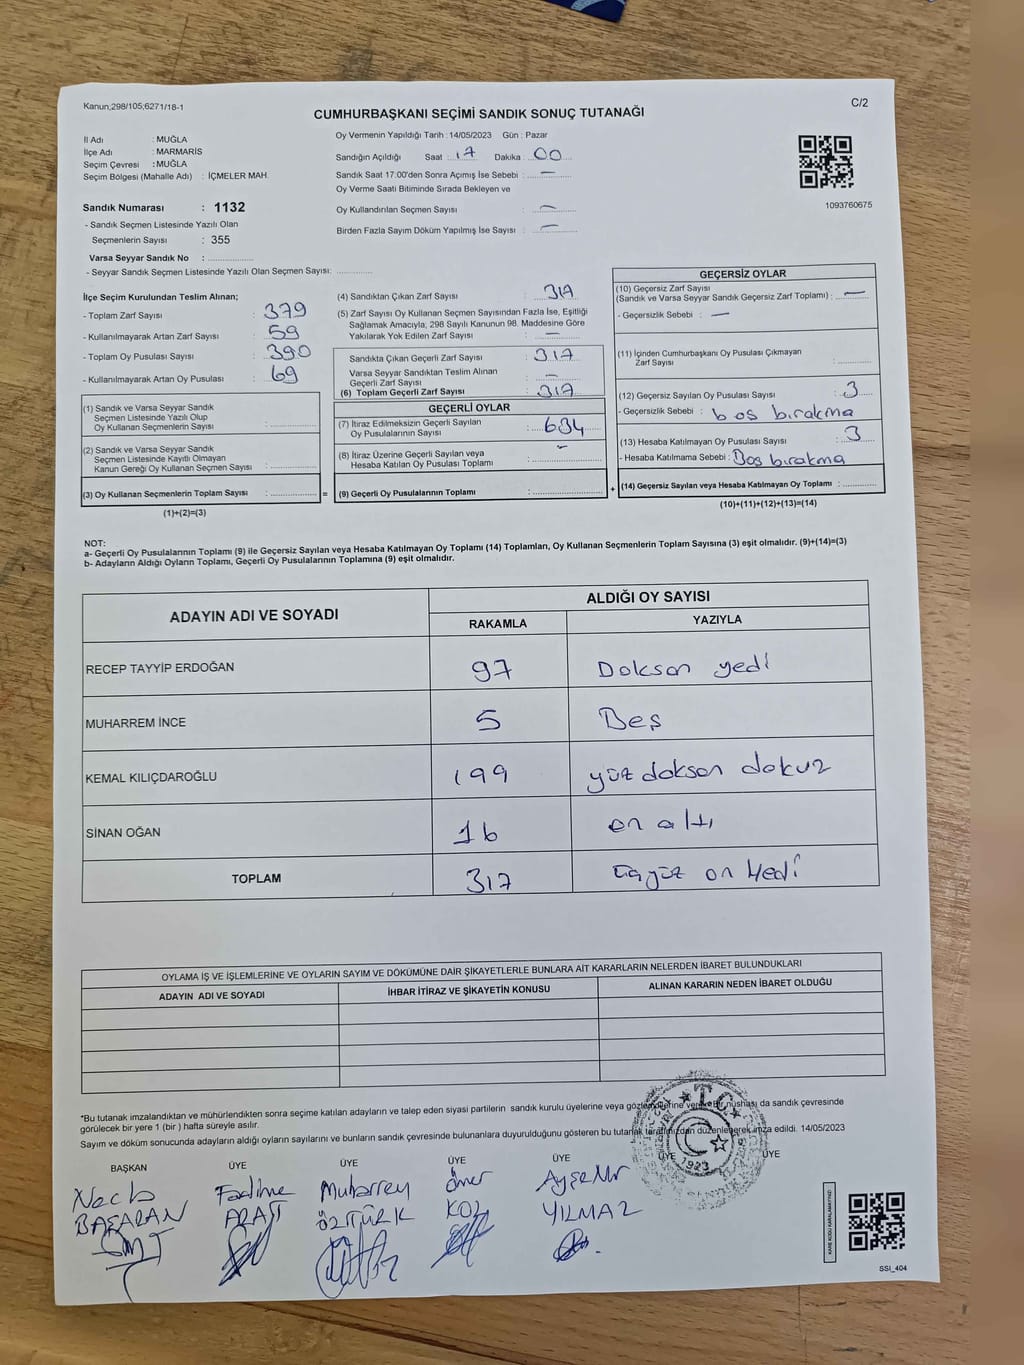 Kanun;298/105;6271/18-1
C/2
CUMHURBAŞKANI SEÇİMİ SANDIK SONUÇ TUTANAĞI
İl Adı : MUĞLA
İlçe Adı : MARMARİS
Seçim Çevresi : MUĞLA
Seçim Bölgesi (Mahalle Adı) : İÇMELER MAH.
Oy Vermenin Yapıldığı Tarih : 14/05/2023 Gün : Pazar
Sandığın Açıldığı Saat : 17 Dakika : 00
Sandık Saat 17.00'den Sonra Açımış İse Sebebi : —
Oy Verme Saati Bitiminde Sırada Bekleyen ve
Oy Kullandırılan Seçmen Sayısı : —
Birden Fazla Sayım Döküm Yapılmış İse Sayısı : —
1093760675
Sandık Numarası : 1132
- Sandık Seçmen Listesinde Yazılı Olan
Seçmenlerin Sayısı : 355
Varsa Seyyar Sandık No :
- Seyyar Sandık Seçmen Listesinde Yazılı Olan Seçmen Sayısı:
İlçe Seçim Kurulundan Teslim Alınan;
- Toplam Zarf Sayısı : 379
- Kullanılmayarak Artan Zarf Sayısı : 59
- Toplam Oy Pusulası Sayısı : 390
- Kullanılmayarak Artan Oy Pusulası : 69
(1) Sandık ve Varsa Seyyar Sandık
Seçmen Listesinde Yazılı Olup
Oy Kullanan Seçmenlerin Sayısı :
(2) Sandık ve Varsa Seyyar Sandık
Seçmen Listesinde Kayıtlı Olmayan
Kanun Gereği Oy Kullanan Seçmen Sayısı :
(3) Oy Kullanan Seçmenlerin Toplam Sayısı :
(1)+(2)=(3)
(4) Sandıktan Çıkan Zarf Sayısı : 317
(5) Zarf Sayısı Oy Kullanan Seçmen Sayısından Fazla İse, Eşitliği
Sağlamak Amacıyla; 298 Sayılı Kanunun 98. Maddesine Göre
Yakılarak Yok Edilen Zarf Sayısı : —
Sandıkta Çıkan Geçerli Zarf Sayısı : 317
Varsa Seyyar Sandıktan Teslim Alınan
Geçerli Zarf Sayısı : —
(6) Toplam Geçerli Zarf Sayısı : 317
GEÇERLİ OYLAR
(7) İtiraz Edilmeksizin Geçerli Sayılan
Oy Pusulalarının Sayısı : 634
(8) İtiraz Üzerine Geçerli Sayılan veya
Hesaba Katılan Oy Pusulası Toplamı : —
= (9) Geçerli Oy Pusulalarının Toplamı :
GEÇERSİZ OYLAR
(10) Geçersiz Zarf Sayısı
(Sandık ve Varsa Seyyar Sandık Geçersiz Zarf Toplamı) : —
- Geçersizlik Sebebi : —
(11) İçinden Cumhurbaşkanı Oy Pusulası Çıkmayan
Zarf Sayısı :
(12) Geçersiz Sayılan Oy Pusulası Sayısı : 3
- Geçersizlik Sebebi : boş bırakma
(13) Hesaba Katılmayan Oy Pusulası Sayısı : 3
- Hesaba Katılmama Sebebi : Boş bırakma
+ (14) Geçersiz Sayılan veya Hesaba Katılmayan Oy Toplamı :
(10)+(11)+(12)+(13)=(14)
NOT:
a- Geçerli Oy Pusulalarının Toplamı (9) ile Geçersiz Sayılan veya Hesaba Katılmayan Oy Toplamı (14) Toplamları, Oy Kullanan Seçmenlerin Toplam Sayısına (3) eşit olmalıdır. (9)+(14)=(3)
b- Adayların Aldığı Oyların Toplamı, Geçerli Oy Pusulalarının Toplamına (9) eşit olmalıdır.
ADAYIN ADI VE SOYADI
ALDIĞI OY SAYISI
RAKAMLA YAZIYLA
RECEP TAYYİP ERDOĞAN 97 Doksan yedi
MUHARREM İNCE 5 Beş
KEMAL KILIÇDAROĞLU 199 yüz doksan dokuz
SİNAN OĞAN 16 on altı
TOPLAM 317 üçyüz on yedi
OYLAMA İŞ VE İŞLEMLERİNE VE OYLARIN SAYIM VE DÖKÜMÜNE DAİR ŞİKAYETLERLE BUNLARA AİT KARARLARIN NELERDEN İBARET BULUNDUKLARI
ADAYIN ADI VE SOYADI İHBAR İTİRAZ VE ŞİKAYETİN KONUSU ALINAN KARARIN NEDEN İBARET OLDUĞU
*Bu tutanak imzalandıktan ve mühürlendikten sonra seçime katılan adayların ve talep eden siyasi partilerin sandık kurulu üyelerine veya gözlemcilerine verilir. Bir nüshası da sandık çevresinde
görülecek bir yere 1 (bir ) hafta süreyle asılır.
Sayım ve döküm sonucunda adayların aldığı oyların sayılarını ve bunların sandık çevresinde bulunanlara duyurulduğunu gösteren bu tutanak tarafımızdan düzenlenerek imza edildi. 14/05/2023
T.C.
1923
BAŞKAN ÜYE ÜYE ÜYE ÜYE ÜYE ÜYE
Fadime Muharrem Ömer Ayşe Nur
BAŞARAN ÖZTÜRK KOZ YILMAZ
KARE KODU KARALAMAYINIZ!
SSI_404